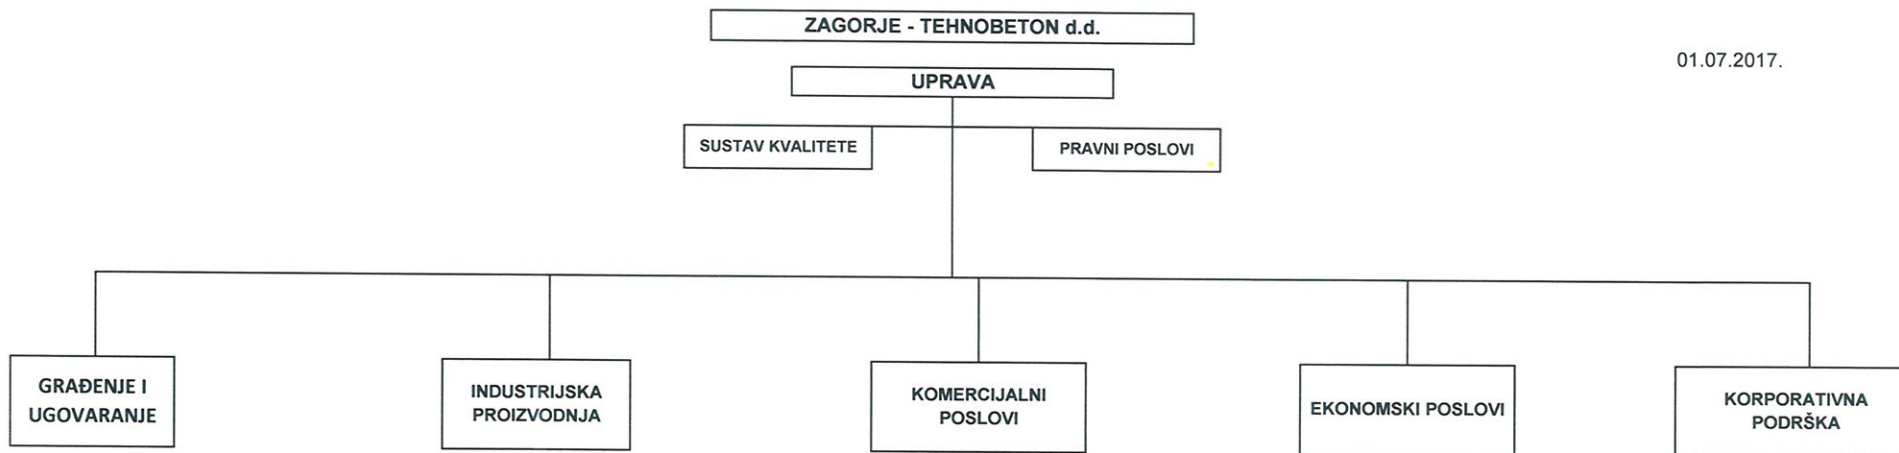 ZAGORJE - TEHNOBETON d.d.
01.07.2017.
UPRAVA
SUSTAV KVALITETE
PRAVNI POSLOVI
GRAĐENJE I
UGOVARANJE
INDUSTRIJSKA
PROIZVODNJA
KOMERCIJALNI
POSLOVI
EKONOMSKI POSLOVI
KORPORATIVNA
PODRŠKA